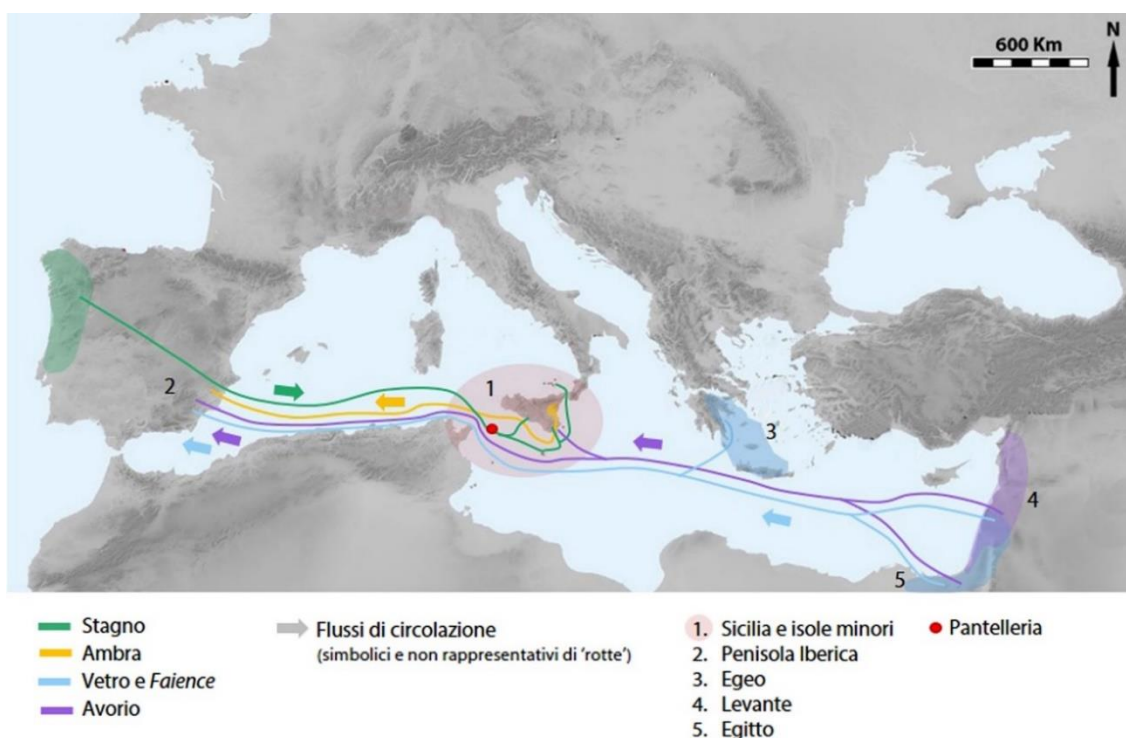 600 Km
N
1
2
3
4
5
Stagno
Ambra
Vetro e Faience
Avorio
Flussi di circolazione
(simbolici e non rappresentativi di ‘rotte’)
1. Sicilia e isole minori
2. Penisola Iberica
3. Egeo
4. Levante
5. Egitto
Pantelleria